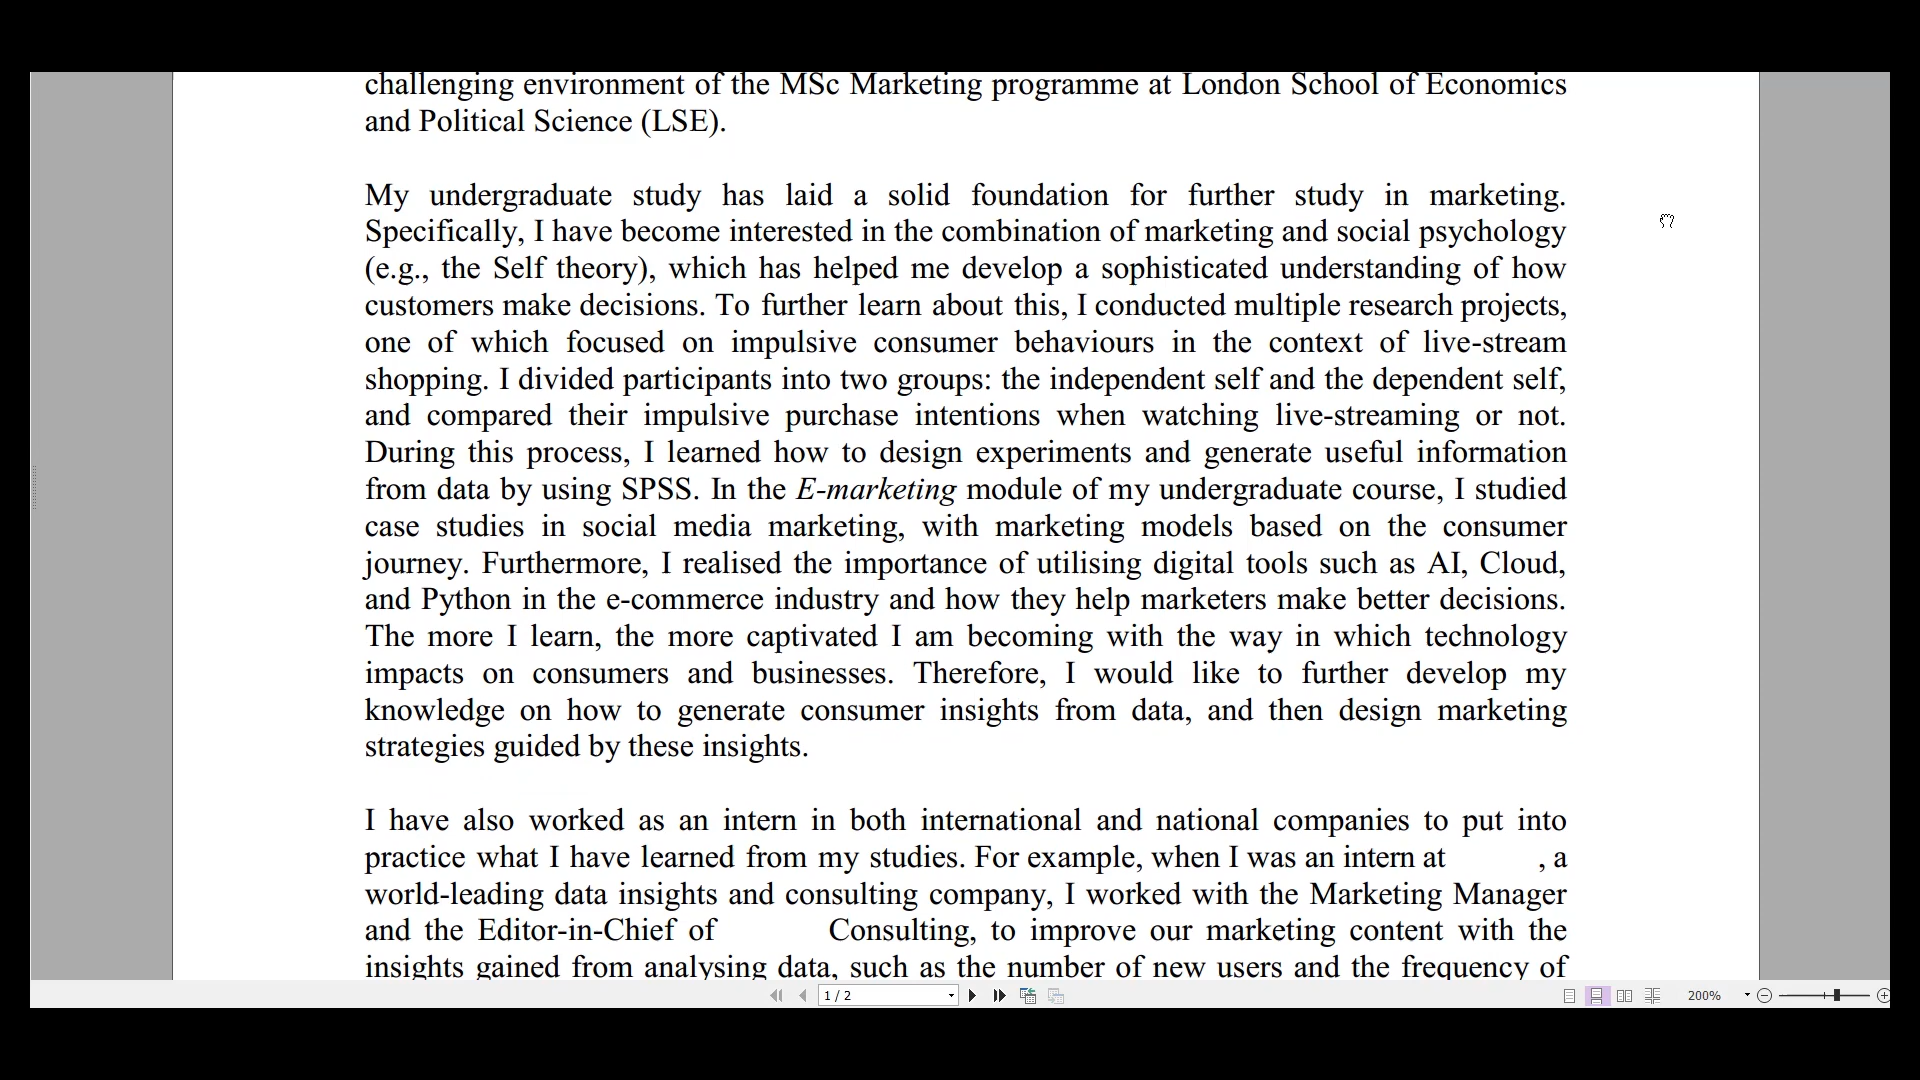 challenging environment of the MSc Marketing programme at London School of Economics
and Political Science (LSE).
My undergraduate study has laid a solid foundation for further study in marketing.
Specifically, I have become interested in the combination of marketing and social psychology
(e.g., the Self theory), which has helped me develop a sophisticated understanding of how
customers make decisions. To further learn about this, I conducted multiple research projects,
one of which focused on impulsive consumer behaviours in the context of live-stream
shopping. I divided participants into two groups: the independent self and the dependent self,
and compared their impulsive purchase intentions when watching live-streaming or not.
During this process, I learned how to design experiments and generate useful information
from data by using SPSS. In the E-marketing module of my undergraduate course, I studied
case studies in social media marketing, with marketing models based on the consumer
journey. Furthermore, I realised the importance of utilising digital tools such as AI, Cloud,
and Python in the e-commerce industry and how they help marketers make better decisions.
The more I learn, the more captivated I am becoming with the way in which technology
impacts on consumers and businesses. Therefore, I would like to further develop my
knowledge on how to generate consumer insights from data, and then design marketing
strategies guided by these insights.
I have also worked as an intern in both international and national companies to put into
practice what I have learned from my studies. For example, when I was an intern at , a
world-leading data insights and consulting company, I worked with the Marketing Manager
and the Editor-in-Chief of Consulting, to improve our marketing content with the
insights gained from analysing data, such as the number of new users and the frequency of
1 / 2
200%